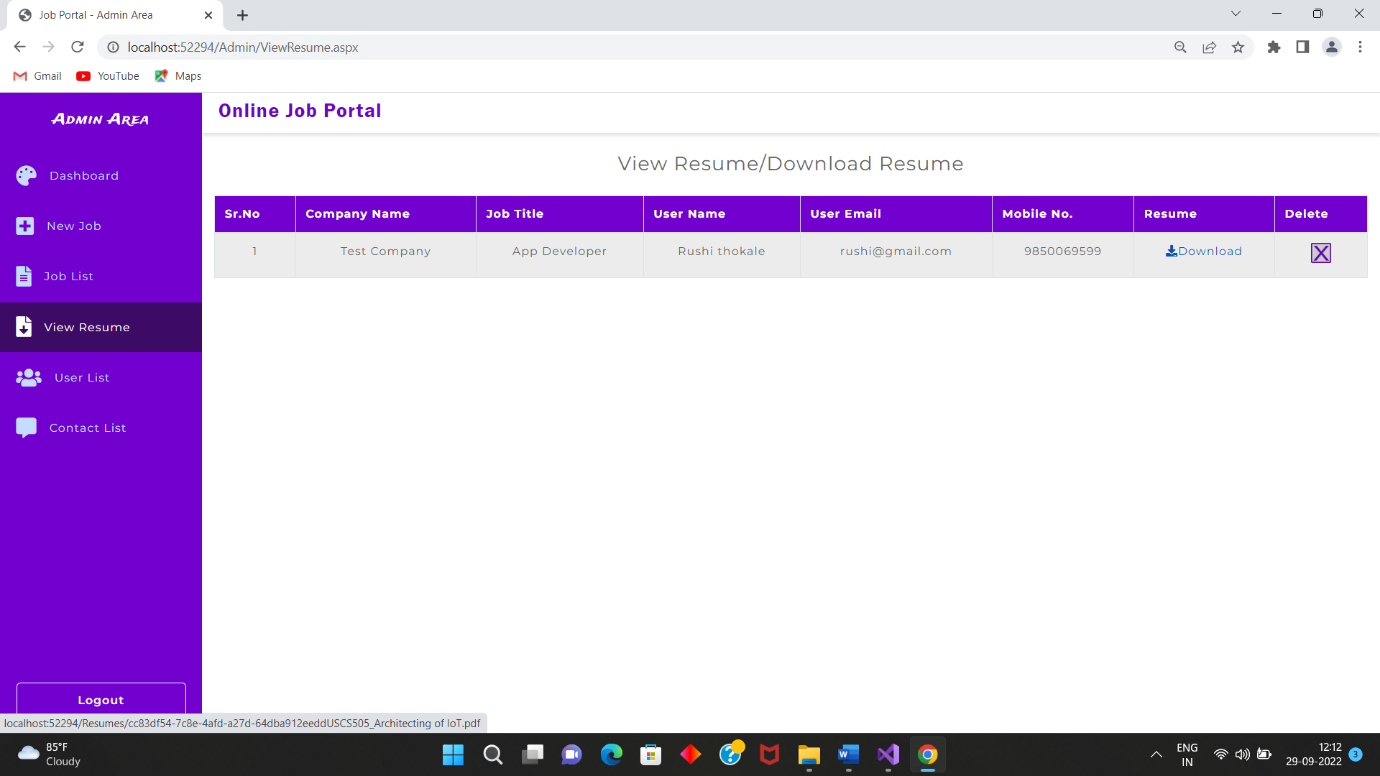 Job Portal - Admin Area
localhost:52294/Admin/ViewResume.aspx
Gmail YouTube Maps
Admin Area
Online Job Portal
Dashboard
New Job
Job List
View Resume
User List
Contact List
Logout
View Resume/Download Resume
Sr.No Company Name Job Title User Name User Email Mobile No. Resume Delete
1 Test Company App Developer Rushi thokale rushi@gmail.com 9850069599 Download X
localhost:52294/Resumes/cc83df54-7c8e-4afd-a27d-64dba912eeddUSCS505_Architecting of IoT.pdf
85°F
Cloudy
ENG
IN
12:12
29-09-2022
3